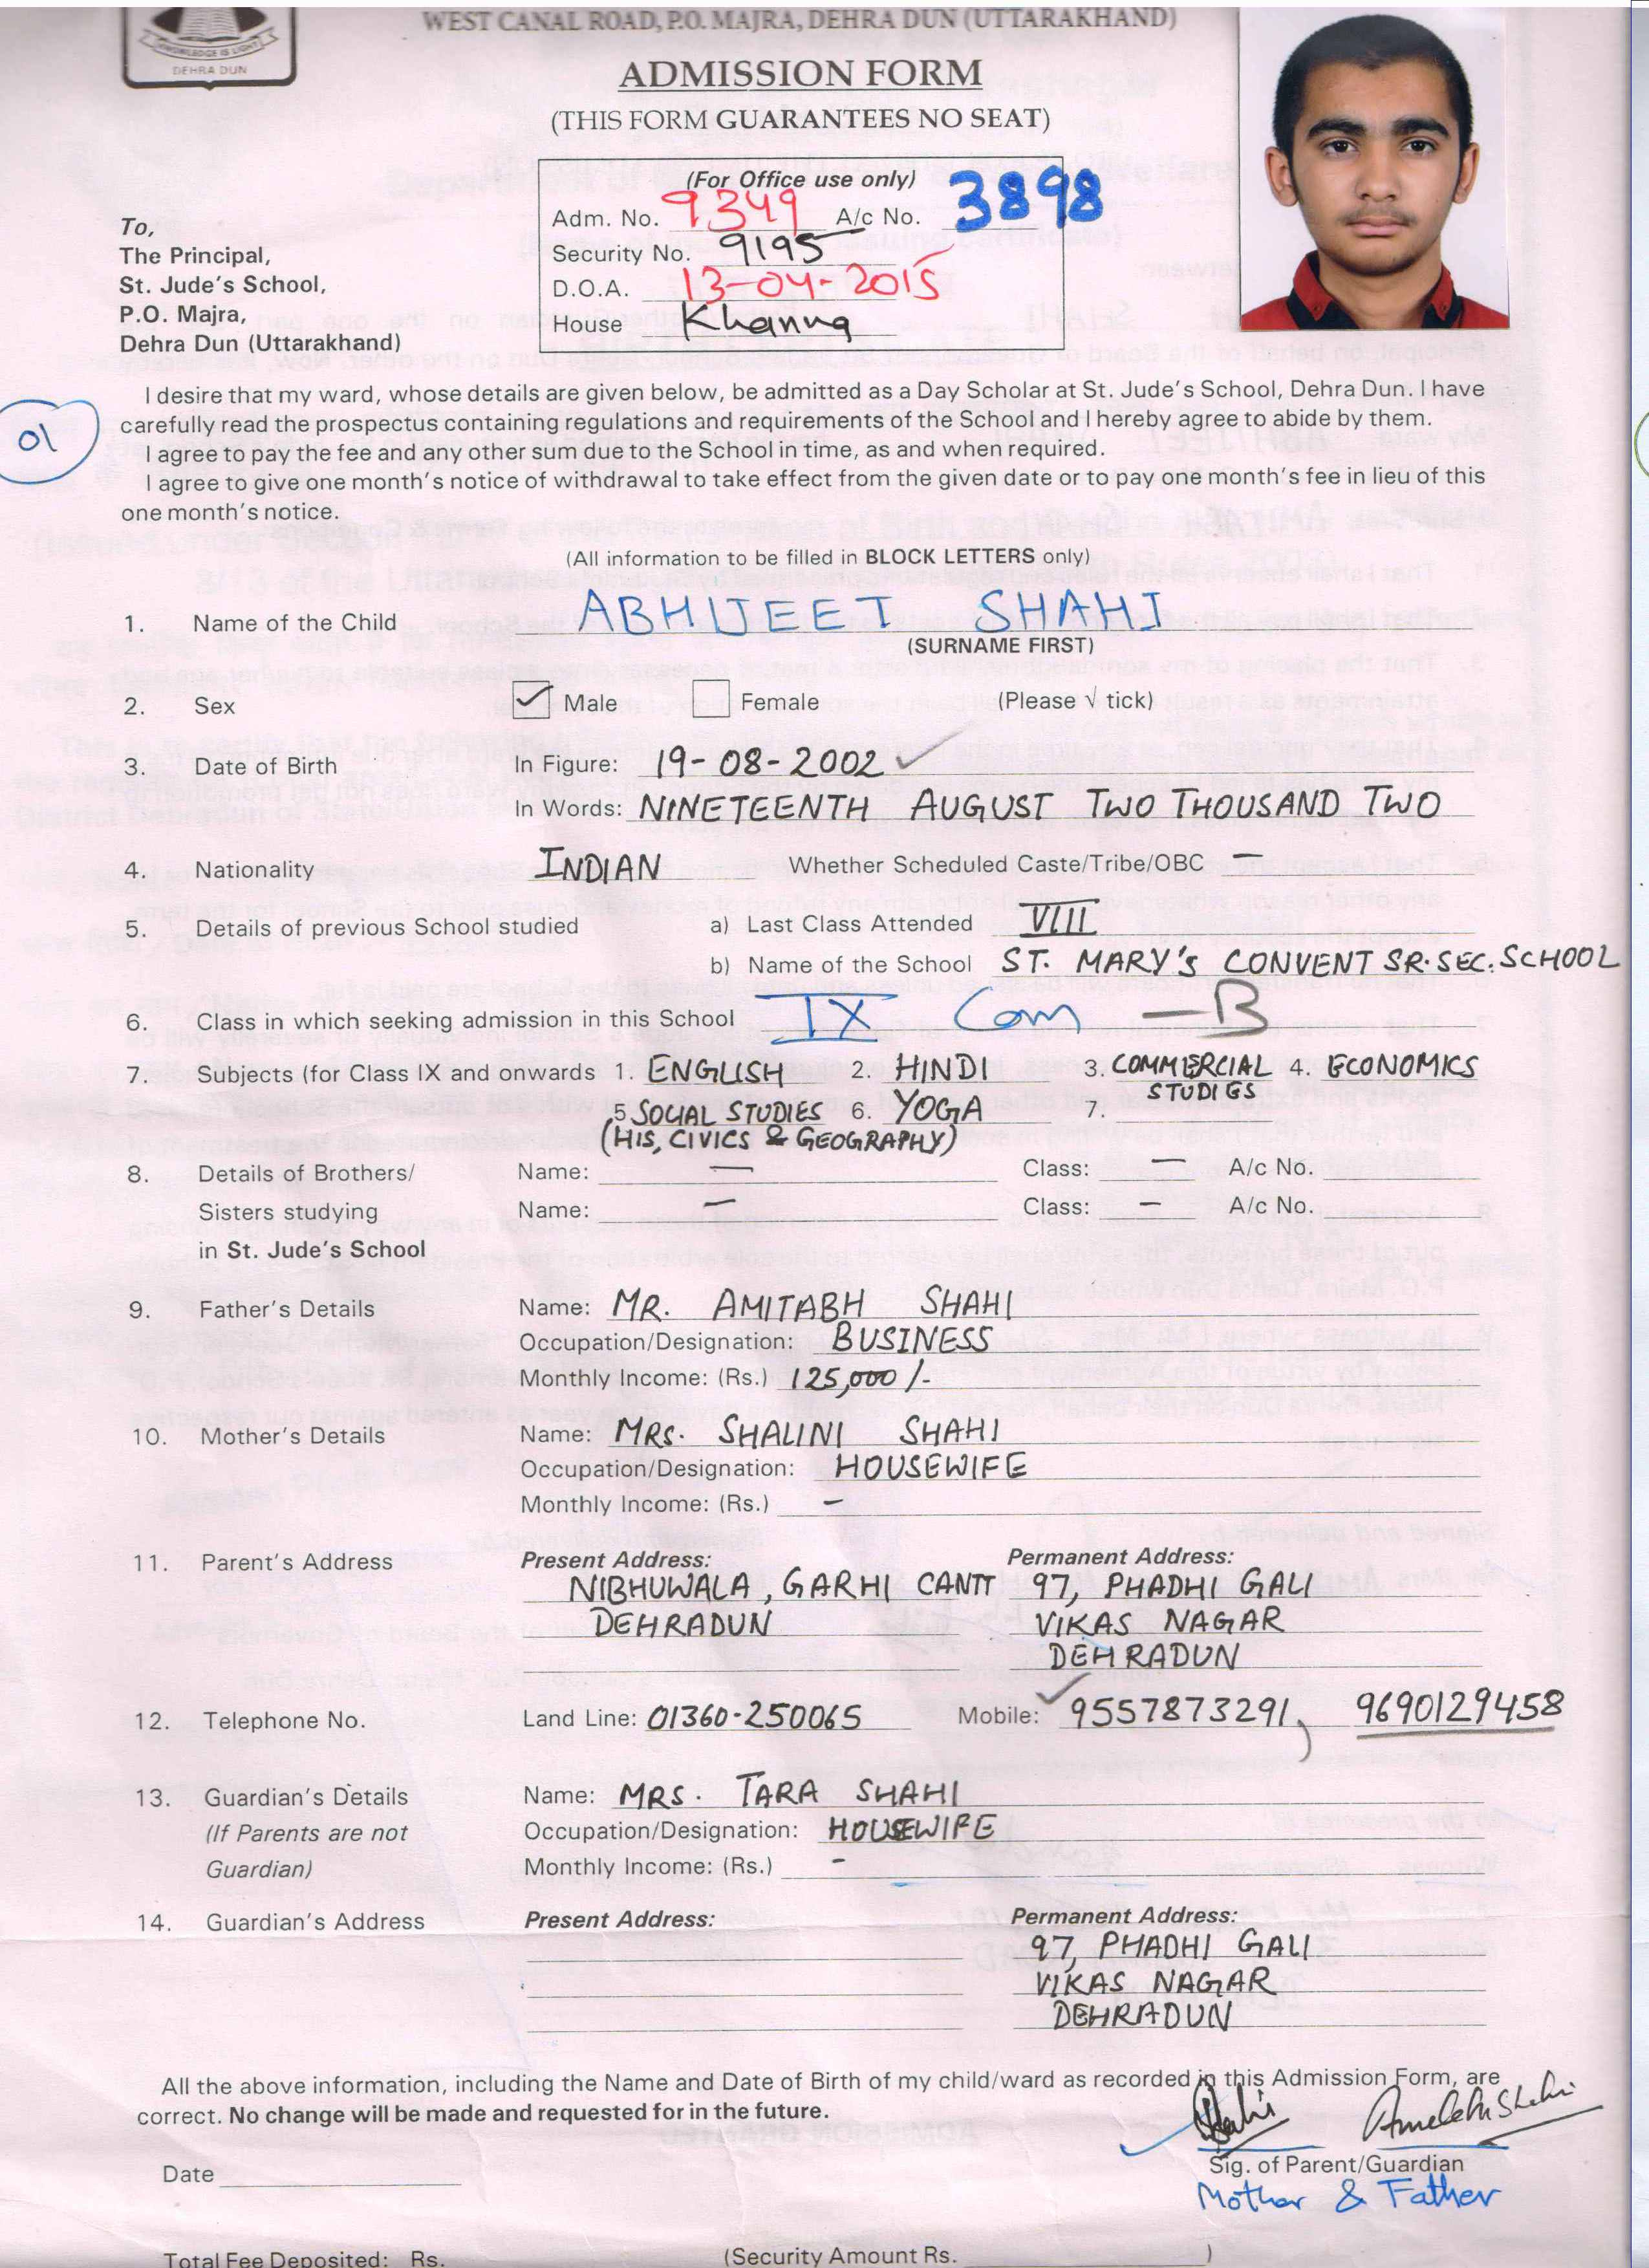 KNOWLEDGE IS LIGHT
DEHRA DUN
WEST CANAL ROAD, P.O. MAJRA, DEHRA DUN (UTTARAKHAND)
ADMISSION FORM
(THIS FORM GUARANTEES NO SEAT)
(For Office use only)
Adm. No. 9349 A/c No. 3898
Security No. 9195
D.O.A. 13-04-2015
House Khanna
To,
The Principal,
St. Jude's School,
P.O. Majra,
Dehra Dun (Uttarakhand)
I desire that my ward, whose details are given below, be admitted as a Day Scholar at St. Jude's School, Dehra Dun. I have
carefully read the prospectus containing regulations and requirements of the School and I hereby agree to abide by them.
01
I agree to pay the fee and any other sum due to the School in time, as and when required.
I agree to give one month's notice of withdrawal to take effect from the given date or to pay one month's fee in lieu of this
one month's notice.
(All information to be filled in BLOCK LETTERS only)
1. Name of the Child ABHIJEET SHAHI
(SURNAME FIRST)
2. Sex ✓ Male Female (Please √ tick)
3. Date of Birth In Figure: 19-08-2002 ✓
In Words: NINETEENTH AUGUST TWO THOUSAND TWO
4. Nationality INDIAN Whether Scheduled Caste/Tribe/OBC —
5. Details of previous School studied a) Last Class Attended VIII
b) Name of the School ST. MARY'S CONVENT SR. SEC. SCHOOL
6. Class in which seeking admission in this School IX Com — B
7. Subjects (for Class IX and onwards 1. ENGLISH 2. HINDI 3. COMMERCIAL STUDIES 4. ECONOMICS
5 SOCIAL STUDIES 6. YOGA 7.
(HIS, CIVICS & GEOGRAPHY)
8. Details of Brothers/ Name: — Class: — A/c No.
Sisters studying Name: — Class: — A/c No.
in St. Jude's School
9. Father's Details Name: MR. AMITABH SHAHI
Occupation/Designation: BUSINESS
Monthly Income: (Rs.) 125,000/-
10. Mother's Details Name: MRS. SHALINI SHAHI
Occupation/Designation: HOUSEWIFE
Monthly Income: (Rs.) —
11. Parent's Address Present Address: Permanent Address:
NIBHUWALA, GARHI CANTT 97, PHADHI GALI
DEHRADUN VIKAS NAGAR
DEHRADUN
12. Telephone No. Land Line: 01360-250065 Mobile: ✓ 9557873291, 9690129458
13. Guardian's Details Name: MRS. TARA SHAHI
(If Parents are not Occupation/Designation: HOUSEWIFE
Guardian) Monthly Income: (Rs.) -
14. Guardian's Address Present Address: Permanent Address:
97, PHADHI GALI
VIKAS NAGAR
DEHRADUN
All the above information, including the Name and Date of Birth of my child/ward as recorded in this Admission Form, are
correct. No change will be made and requested for in the future.
Date
Sig. of Parent/Guardian
Mother & Father
Total Fee Deposited: Rs. (Security Amount Rs. )